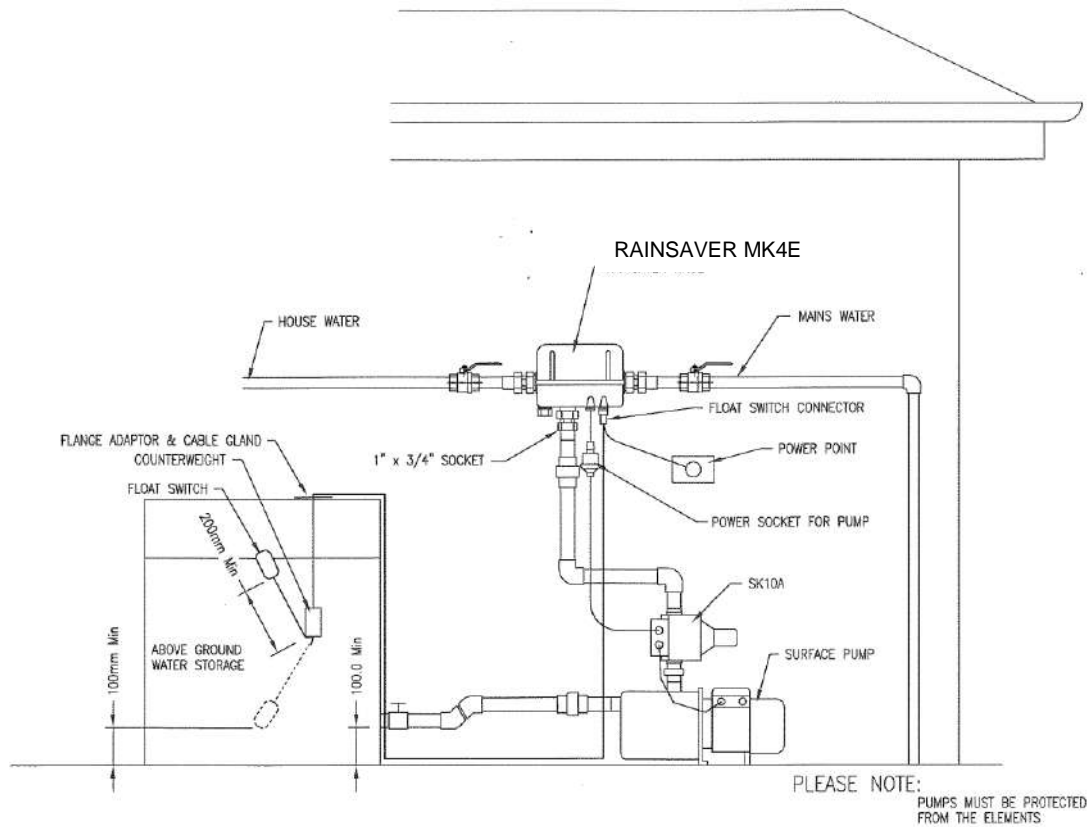 RAINSAVER MK4E
HOUSE WATER
MAINS WATER
FLOAT SWITCH CONNECTOR
FLANGE ADAPTOR & CABLE GLAND
COUNTERWEIGHT
1" x 3/4" SOCKET
POWER POINT
FLOAT SWITCH
200mm Min
POWER SOCKET FOR PUMP
SK10A
100mm Min
ABOVE GROUND
WATER STORAGE
100.0 Min
SURFACE PUMP
PLEASE NOTE:
PUMPS MUST BE PROTECTED
FROM THE ELEMENTS